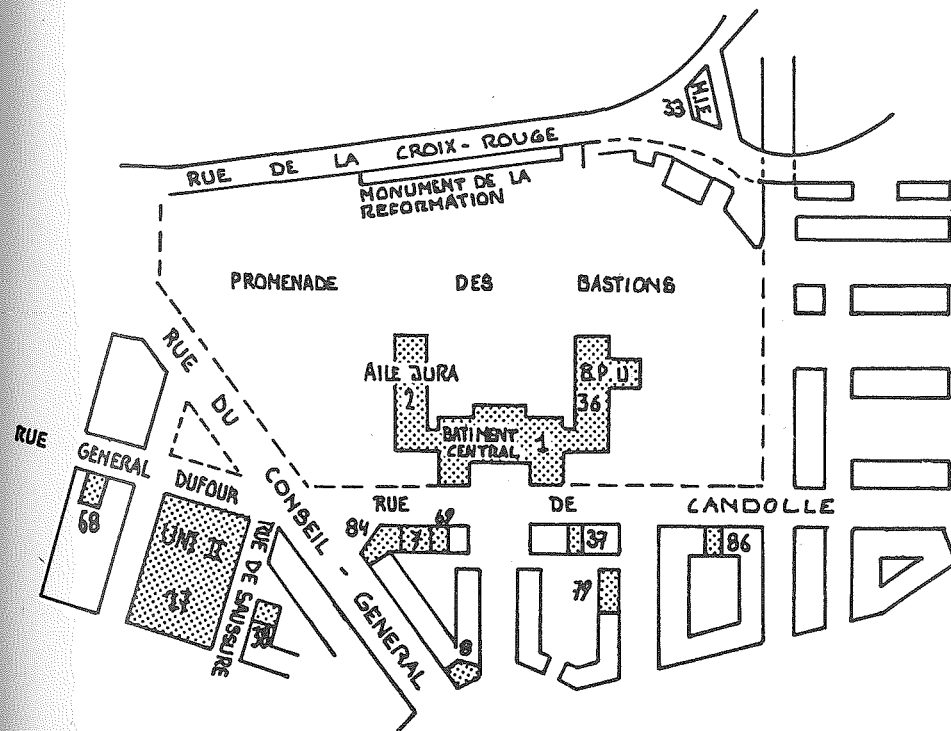 H.I.E.
33
RUE DE LA CROIX-ROUGE
MONUMENT DE LA
REFORMATION
PROMENADE DES BASTIONS
AILE JURA
2
B.P.U
36
BATIMENT
CENTRAL
1
RUE DU CONSEIL-GENERAL
RUE
GENERAL
DUFOUR
68
UNI II
RUE DE SAUSSURE
RUE DE CANDOLLE
84
7
69
37
86
79
8